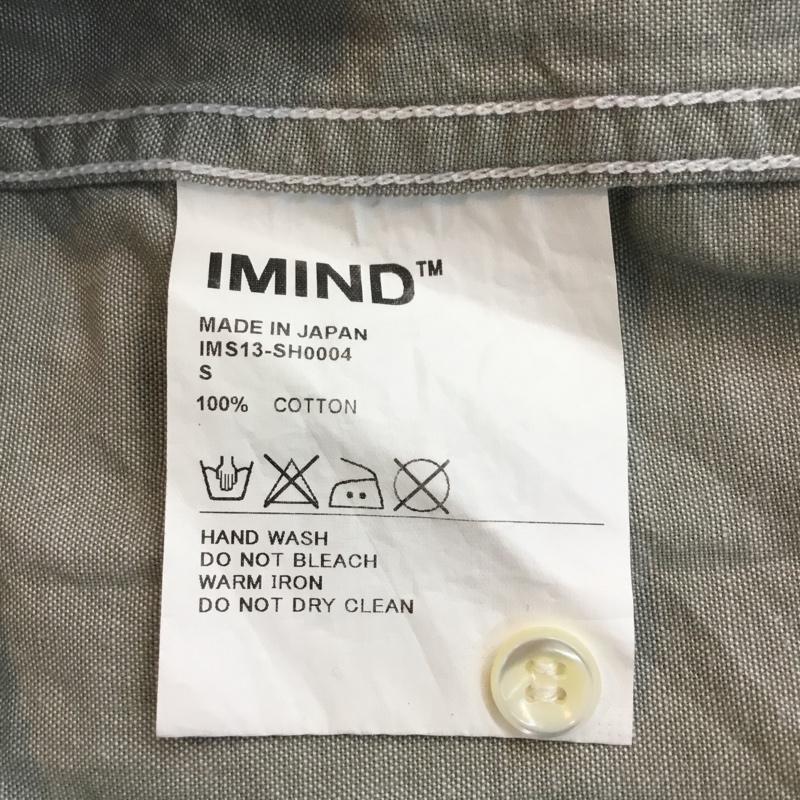 IMIND™
MADE IN JAPAN
IMS13-SH0004
S
100% COTTON
HAND WASH
DO NOT BLEACH
WARM IRON
DO NOT DRY CLEAN